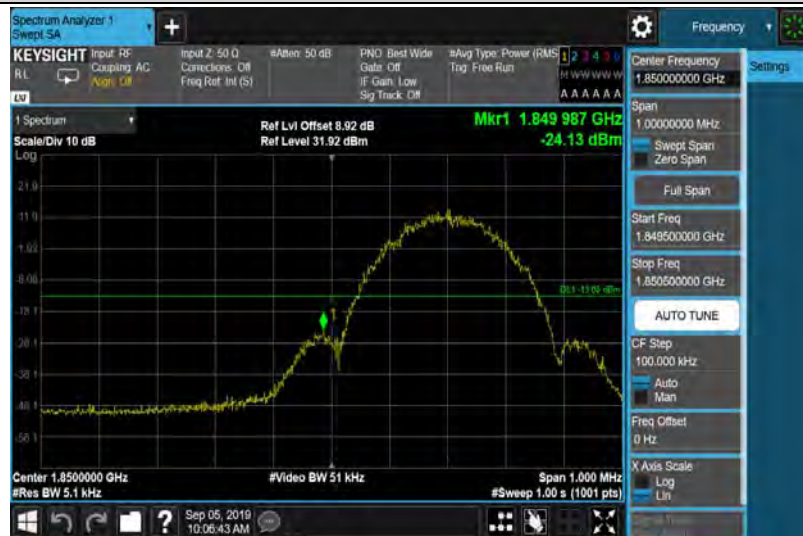 Spectrum Analyzer 1
Swept SA
Frequency
KEYSIGHT
RL
Input: RF
Coupling: AC
Align: Off
Input Z: 50 Ω
Corrections: Off
Freq Ref: Int (S)
#Atten: 50 dB
PNO: Best Wide
Gate: Off
IF Gain: Low
Sig Track: Off
#Avg Type: Power (RMS
Trig: Free Run
1 2 3 4 5 6
M W W W W W
A A A A A A
LXI
1 Spectrum
Scale/Div 10 dB
Log
Ref Lvl Offset 8.92 dB
Ref Level 31.92 dBm
Mkr1 1.849 987 GHz
-24.13 dBm
21.9
11.9
1.92
-8.08
DL1 -13.00 dBm
-18.1
1
-28.1
-38.1
-48.1
-58.1
Center 1.8500000 GHz
#Video BW 51 kHz
Span 1.000 MHz
#Res BW 5.1 kHz
#Sweep 1.00 s (1001 pts)
Center Frequency
1.850000000 GHz
Settings
Span
1.00000000 MHz
Swept Span
Zero Span
Full Span
Start Freq
1.849500000 GHz
Stop Freq
1.850500000 GHz
AUTO TUNE
CF Step
100.000 kHz
Auto
Man
Freq Offset
0 Hz
X Axis Scale
Log
Lin
?
Sep 05, 2019
10:06:43 AM